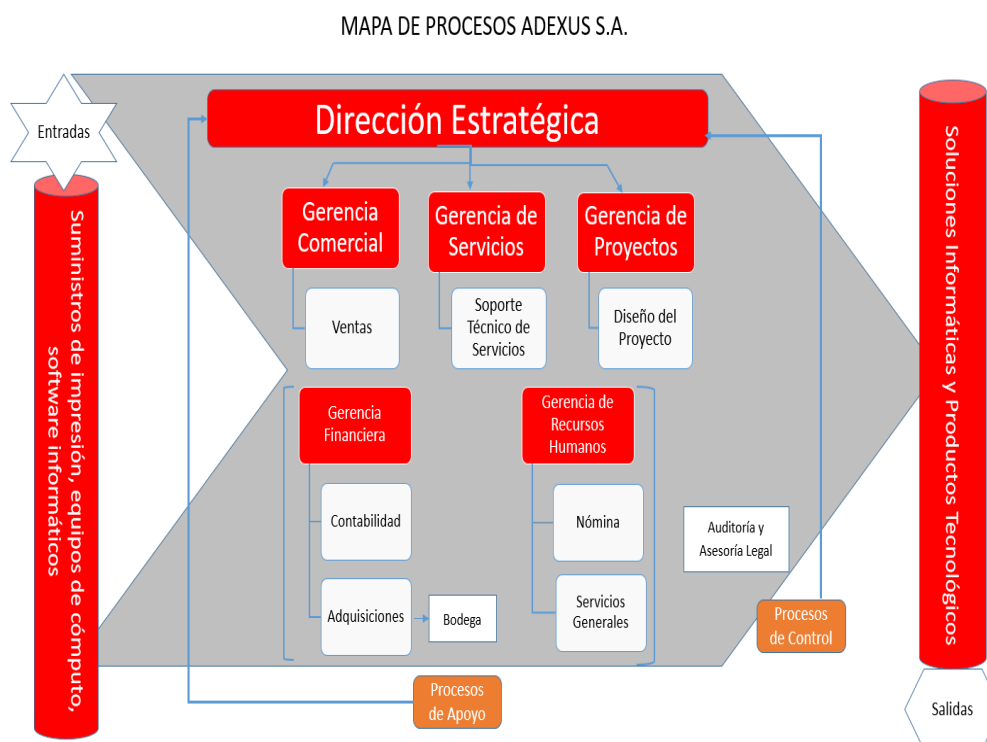 MAPA DE PROCESOS ADEXUS S.A.
Entradas
Suministros de impresión, equipos de cómputo,
software informáticos
Dirección Estratégica
Gerencia
Comercial
Gerencia de
Servicios
Gerencia de
Proyectos
Ventas
Soporte
Técnico de
Servicios
Diseño del
Proyecto
Gerencia
Financiera
Gerencia de
Recursos
Humanos
Contabilidad
Nómina
Auditoría y
Asesoría Legal
Adquisiciones
Bodega
Servicios
Generales
Procesos
de Control
Procesos
de Apoyo
Soluciones Informáticas y Productos Tecnológicos
Salidas